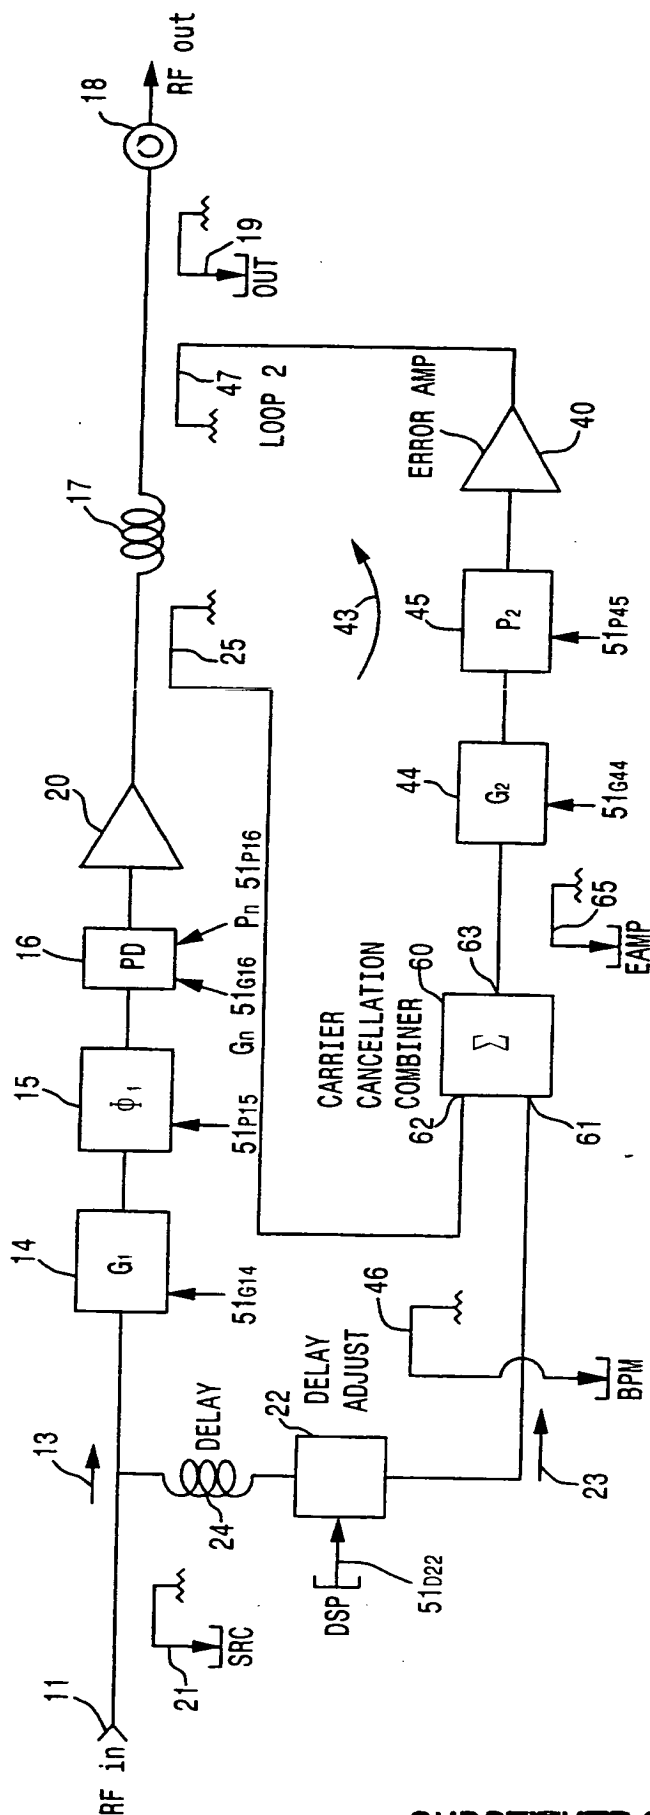 RF in
11
21
SRC
13
14
G1
51G14
15
Φ1
51P15
16
PD
51G16
Gn
Pn 51P16
20
25
17
18
RF out
19
OUT
47
LOOP 2
43
DELAY
24
DELAY
ADJUST
22
DSP
51D22
46
BPM
23
CARRIER
CANCELLATION
COMBINER
60
62
61
63
Σ
65
EAMP
44
G2
51G44
45
P2
51P45
ERROR AMP
40